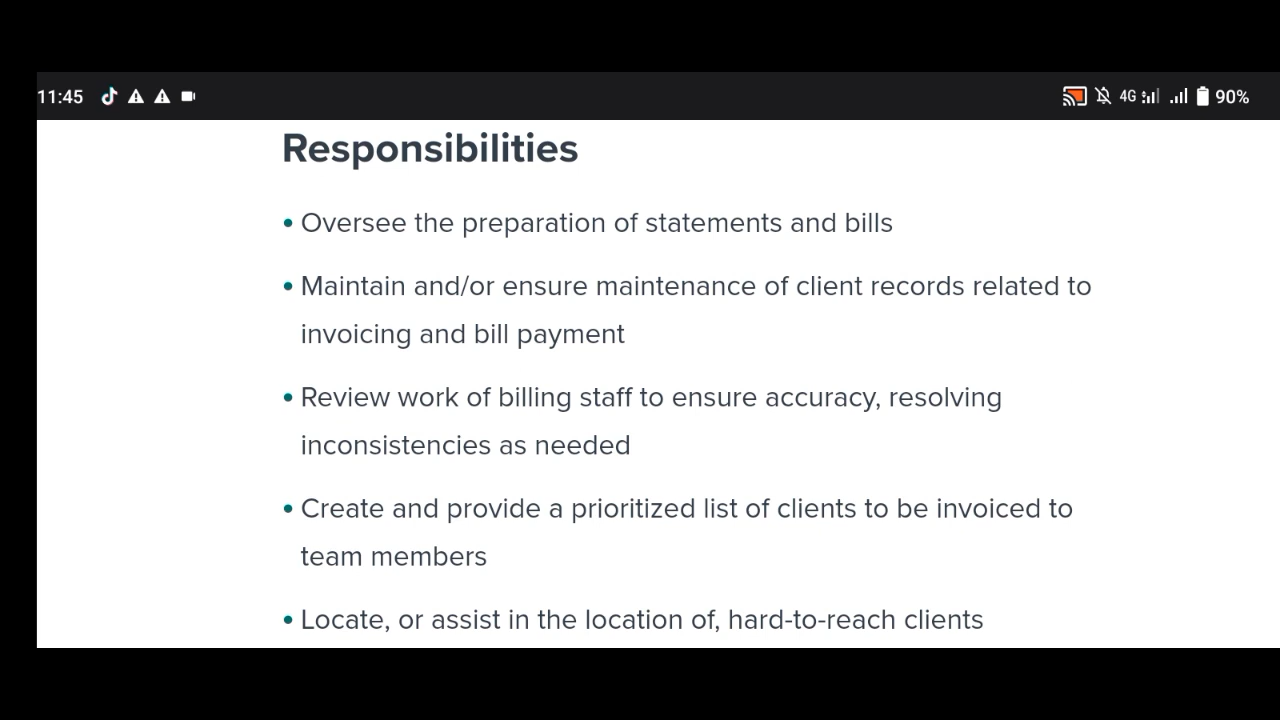 11:45 4G 90%
Responsibilities
• Oversee the preparation of statements and bills
• Maintain and/or ensure maintenance of client records related to
invoicing and bill payment
• Review work of billing staff to ensure accuracy, resolving
inconsistencies as needed
• Create and provide a prioritized list of clients to be invoiced to
team members
• Locate, or assist in the location of, hard-to-reach clients